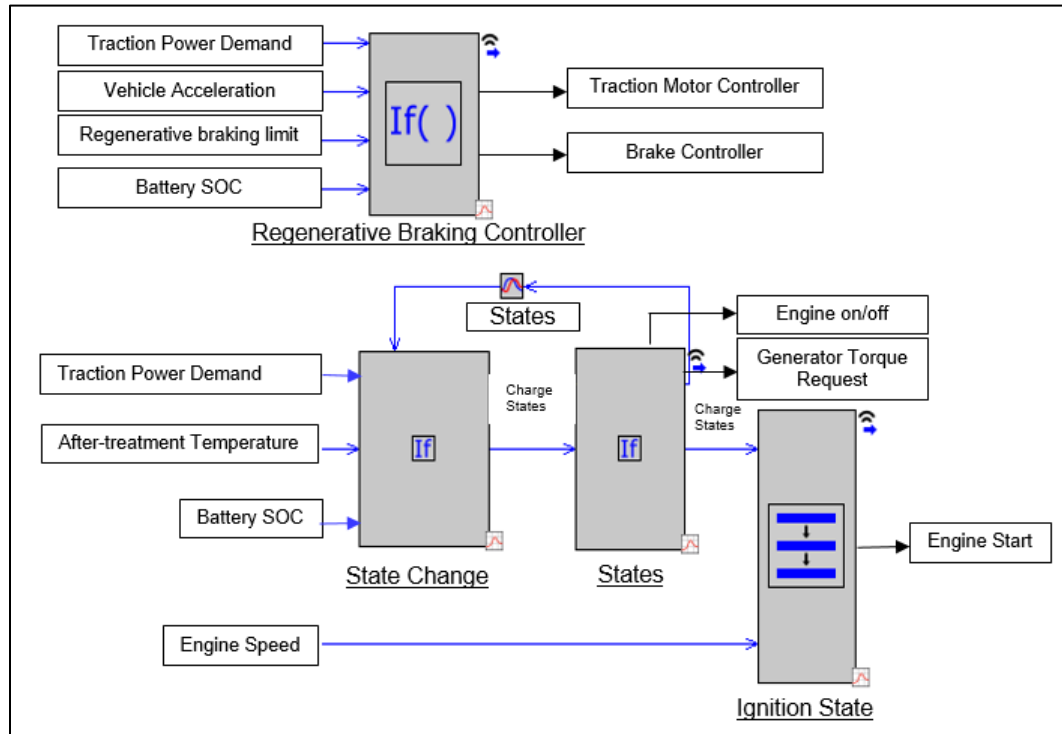 Traction Power Demand
Vehicle Acceleration
Regenerative braking limit
Battery SOC
If( )
Traction Motor Controller
Brake Controller
Regenerative Braking Controller
States
Engine on/off
Generator Torque
Request
Traction Power Demand
After-treatment Temperature
Battery SOC
If
Charge
States
If
Charge
States
State Change
States
Engine Speed
Engine Start
Ignition State